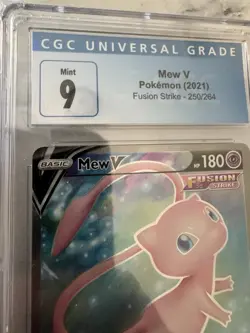 CGC UNIVERSAL GRADE
Mint
9
Mew V
Pokémon (2021)
Fusion Strike - 250/264
BASIC Mew V HP 180
FUSION
STRIKE